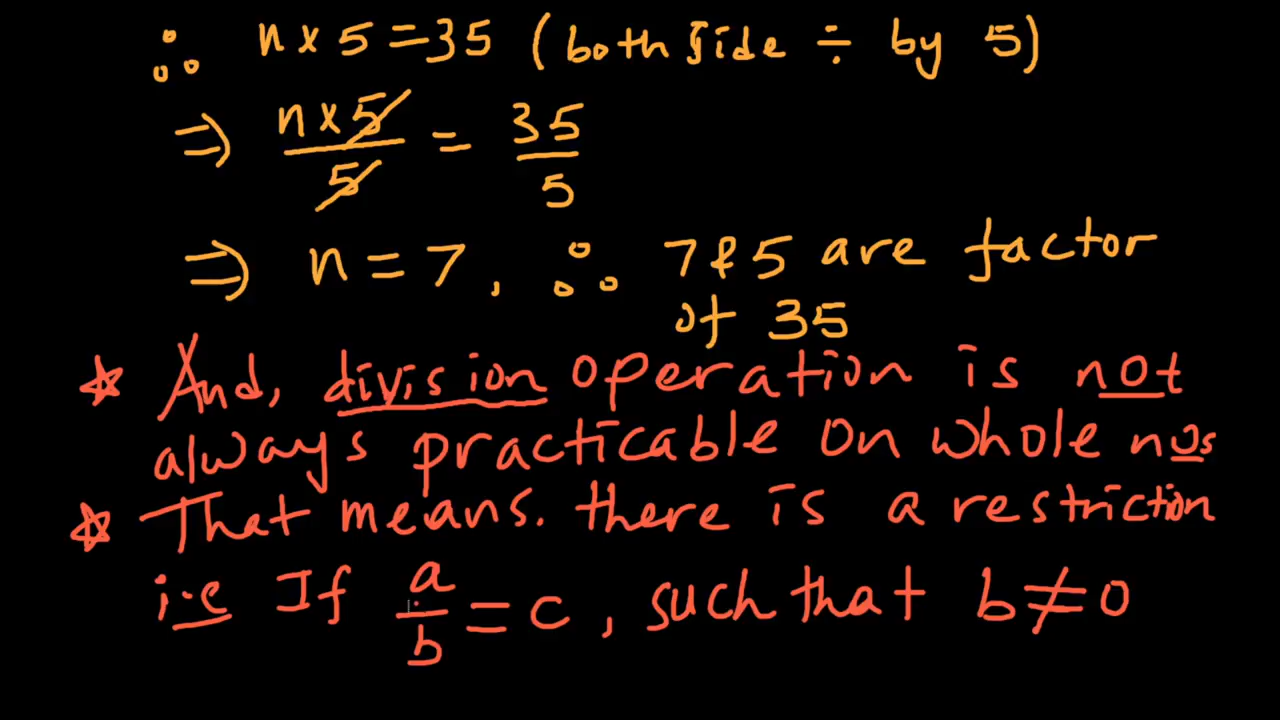 ∴ n × 5 = 35 (both side ÷ by 5)
⇒ n × 5 / 5 = 35 / 5
⇒ n = 7, ∴ 7 & 5 are factor
of 35
☆ And, division operation is not
always practicable on whole nos
☆ That means. there is a restriction
i.e If a/b = c, such that b ≠ 0